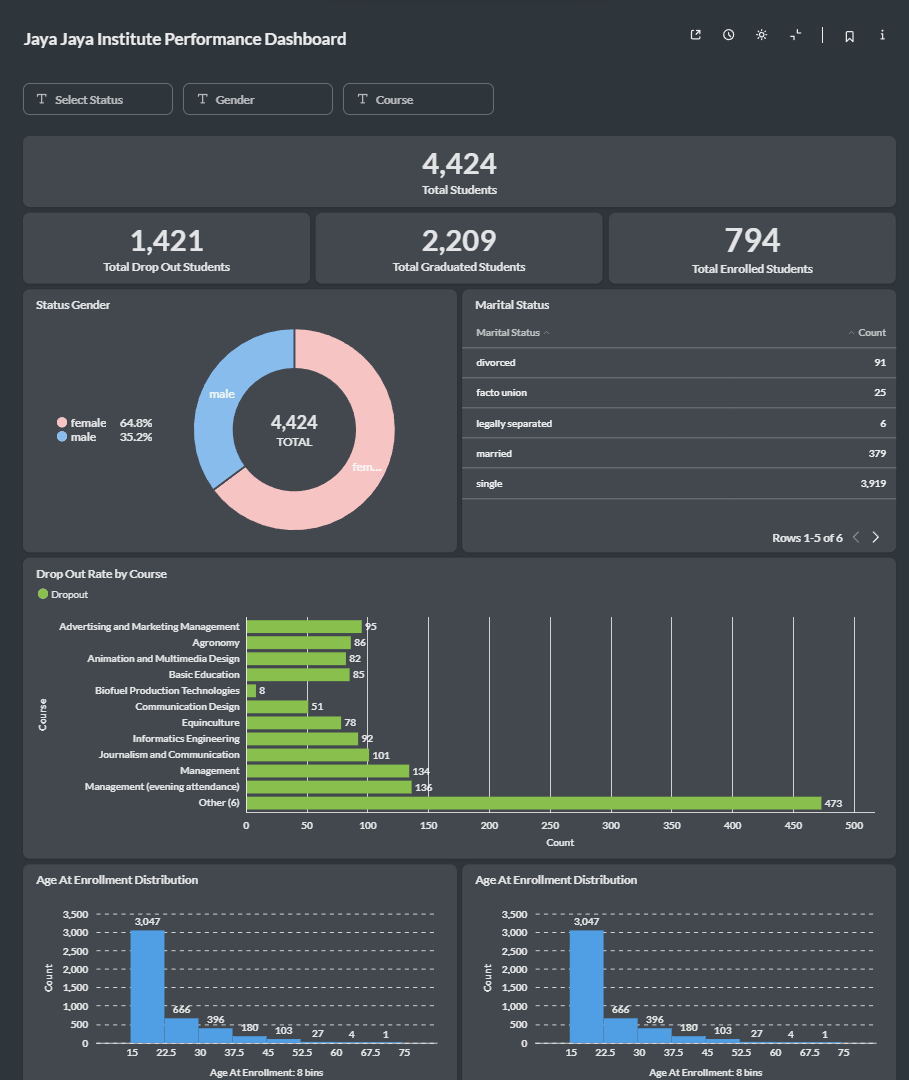 Jaya Jaya Institute Performance Dashboard
Select Status
Gender
Course
4,424
Total Students
1,421
Total Drop Out Students
2,209
Total Graduated Students
794
Total Enrolled Students
Status Gender
female 64.8%
male 35.2%
male
fem...
4,424
TOTAL
Marital Status
Marital Status Count
divorced 91
facto union 25
legally separated 6
married 379
single 3,919
Rows 1-5 of 6
Drop Out Rate by Course
Dropout
Course
Advertising and Marketing Management 95
Agronomy 86
Animation and Multimedia Design 82
Basic Education 85
Biofuel Production Technologies 8
Communication Design 51
Equinculture 78
Informatics Engineering 92
Journalism and Communication 101
Management 134
Management (evening attendance) 136
Other (6) 473
0 50 100 150 200 250 300 350 400 450 500
Count
Age At Enrollment Distribution
Count
3,500
3,000
2,500
2,000
1,500
1,000
500
0
3,047 666 396 180 103 27 4 1
15 22.5 30 37.5 45 52.5 60 67.5 75
Age At Enrollment: 8 bins
Age At Enrollment Distribution
Count
3,500
3,000
2,500
2,000
1,500
1,000
500
0
3,047 666 396 180 103 27 4 1
15 22.5 30 37.5 45 52.5 60 67.5 75
Age At Enrollment: 8 bins